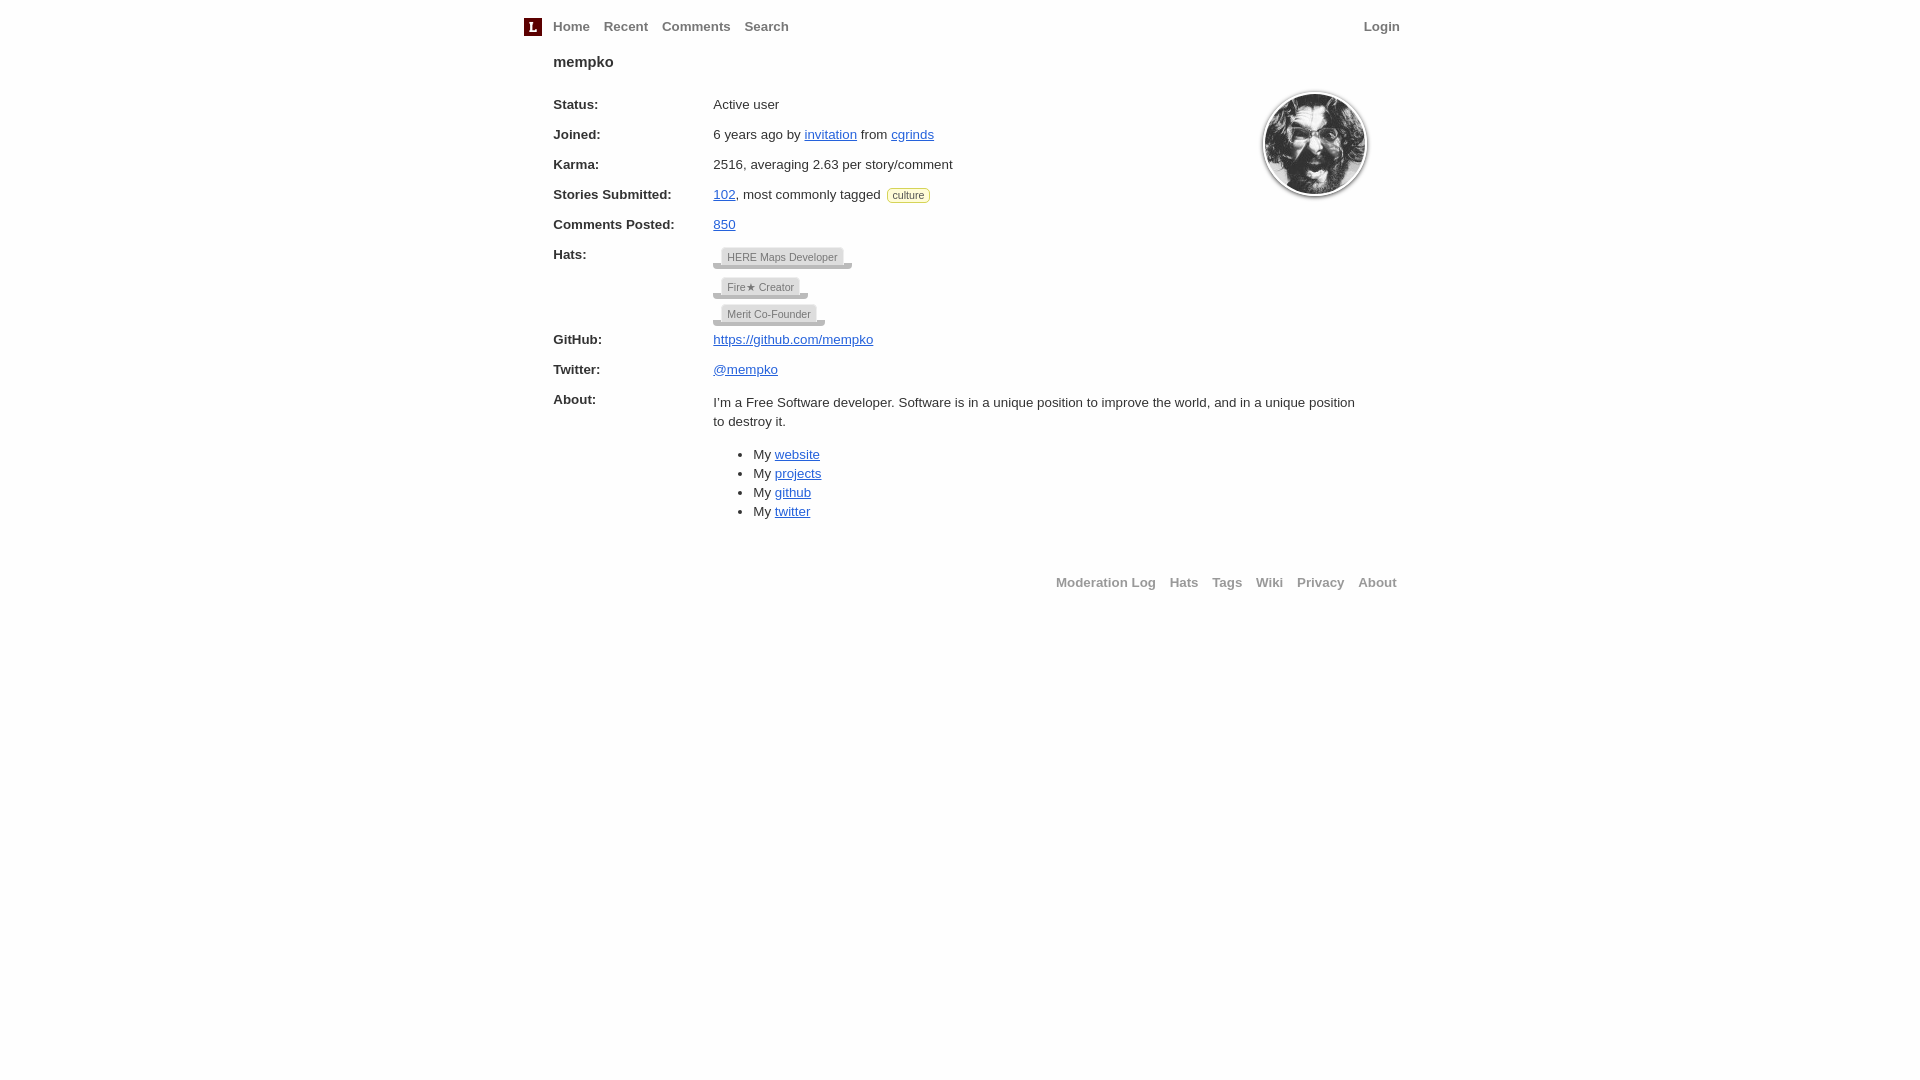 L Home Recent Comments Search Login
mempko
Status: Active user
Joined: 6 years ago by invitation from cgrinds
Karma: 2516, averaging 2.63 per story/comment
Stories Submitted: 102, most commonly tagged culture
Comments Posted: 850
Hats: HERE Maps Developer
Fire★ Creator
Merit Co-Founder
GitHub: https://github.com/mempko
Twitter: @mempko
About: I’m a Free Software developer. Software is in a unique position to improve the world, and in a unique position
to destroy it.
• My website
• My projects
• My github
• My twitter
Moderation Log Hats Tags Wiki Privacy About